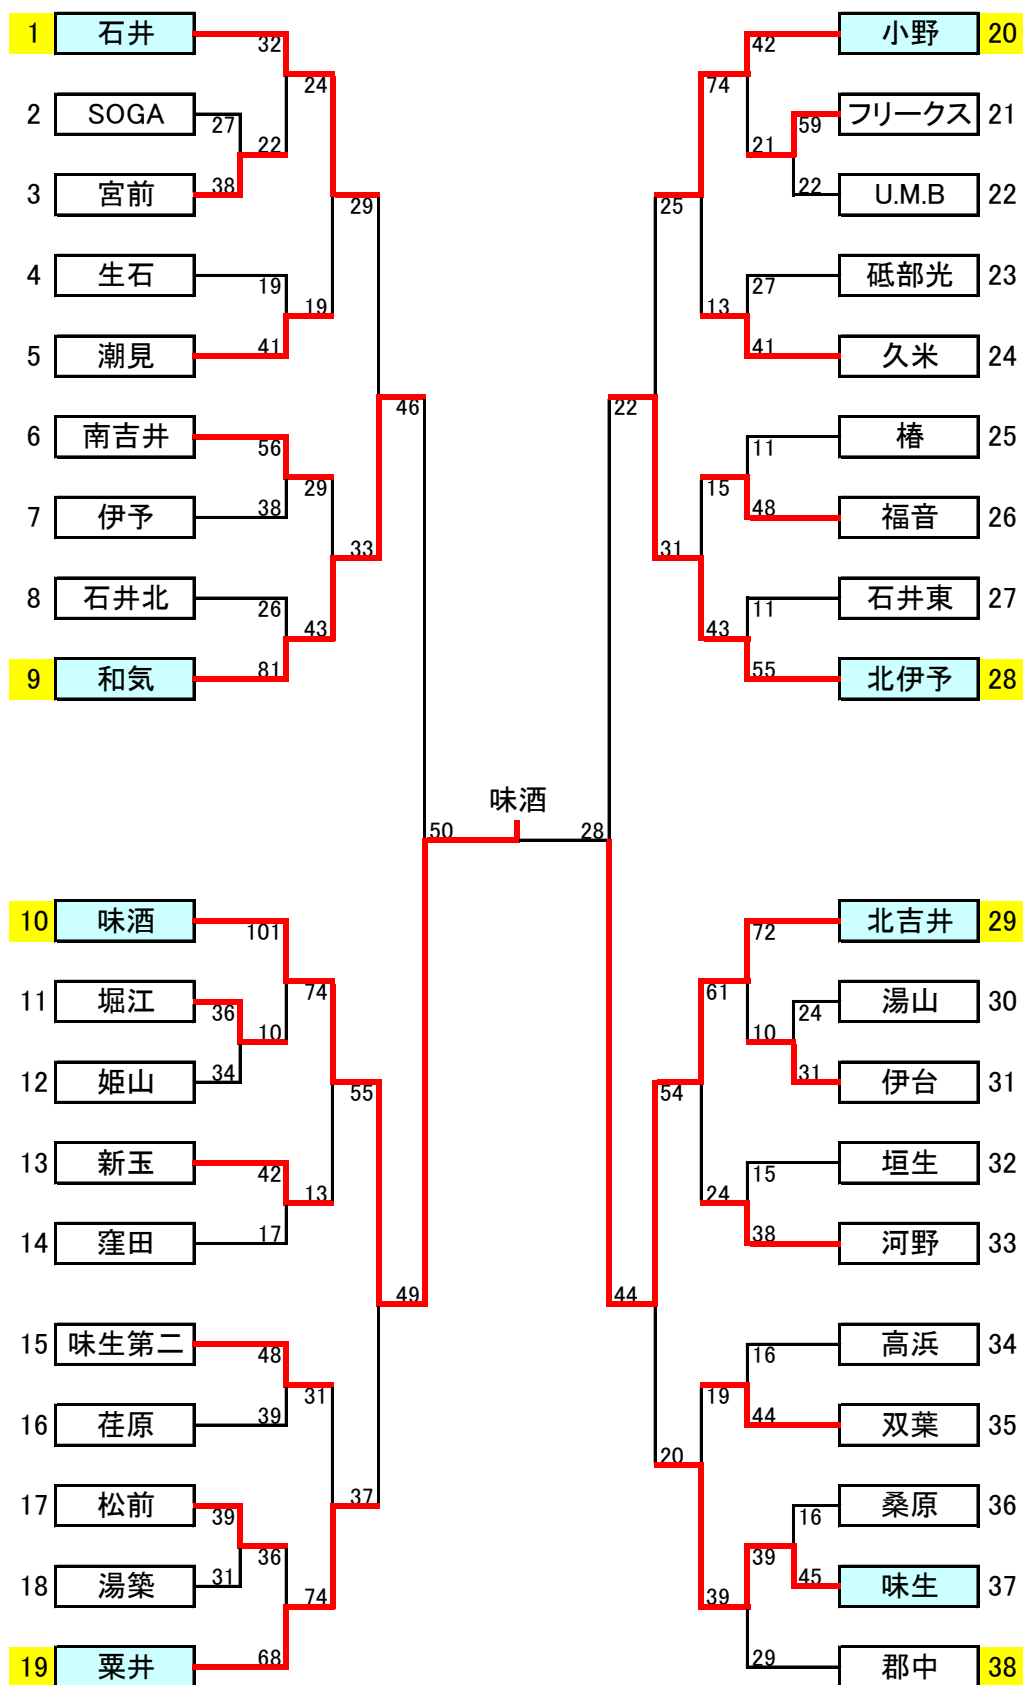 1 石井 32 42 小野 20
24 74
2 SOGA 27 59 フリークス 21
22 21
3 宮前 38 22 U.M.B 22
29 25
4 生石 19 27 砥部光 23
19 13
5 潮見 41 41 久米 24
46 22
6 南吉井 56 11 椿 25
29 15
7 伊予 38 48 福音 26
33 31
8 石井北 26 11 石井東 27
43 43
9 和気 81 55 北伊予 28
味酒
50 28
10 味酒 101 72 北吉井 29
74 61
11 堀江 36 24 湯山 30
10 10
12 姫山 34 31 伊台 31
55 54
13 新玉 42 15 垣生 32
13 24
14 窪田 17 38 河野 33
49 44
15 味生第二 48 16 高浜 34
31 19
16 荏原 39 44 双葉 35
37 20
17 松前 39 16 桑原 36
36 39
18 湯築 31 45 味生 37
74 39
19 粟井 68 29 郡中 38